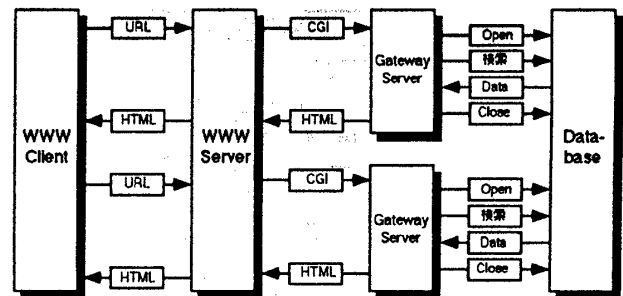 URL
CGI
Open
Gateway
Server
検索
Data
HTML
HTML
Close
WWW
Client
WWW
Server
Data-
base
URL
CGI
Open
Gateway
Server
検索
Data
HTML
HTML
Close